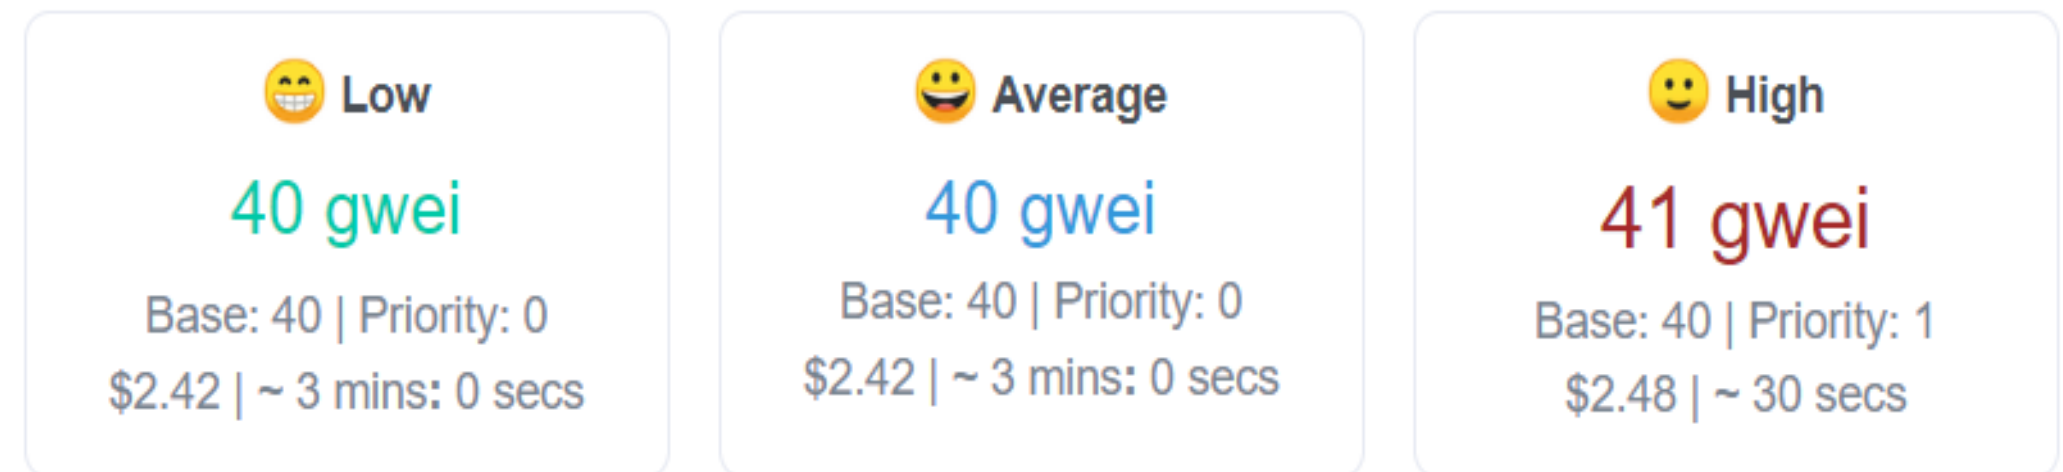 😁 Low
40 gwei
Base: 40 | Priority: 0
$2.42 | ~ 3 mins: 0 secs
😀 Average
40 gwei
Base: 40 | Priority: 0
$2.42 | ~ 3 mins: 0 secs
🙂 High
41 gwei
Base: 40 | Priority: 1
$2.48 | ~ 30 secs